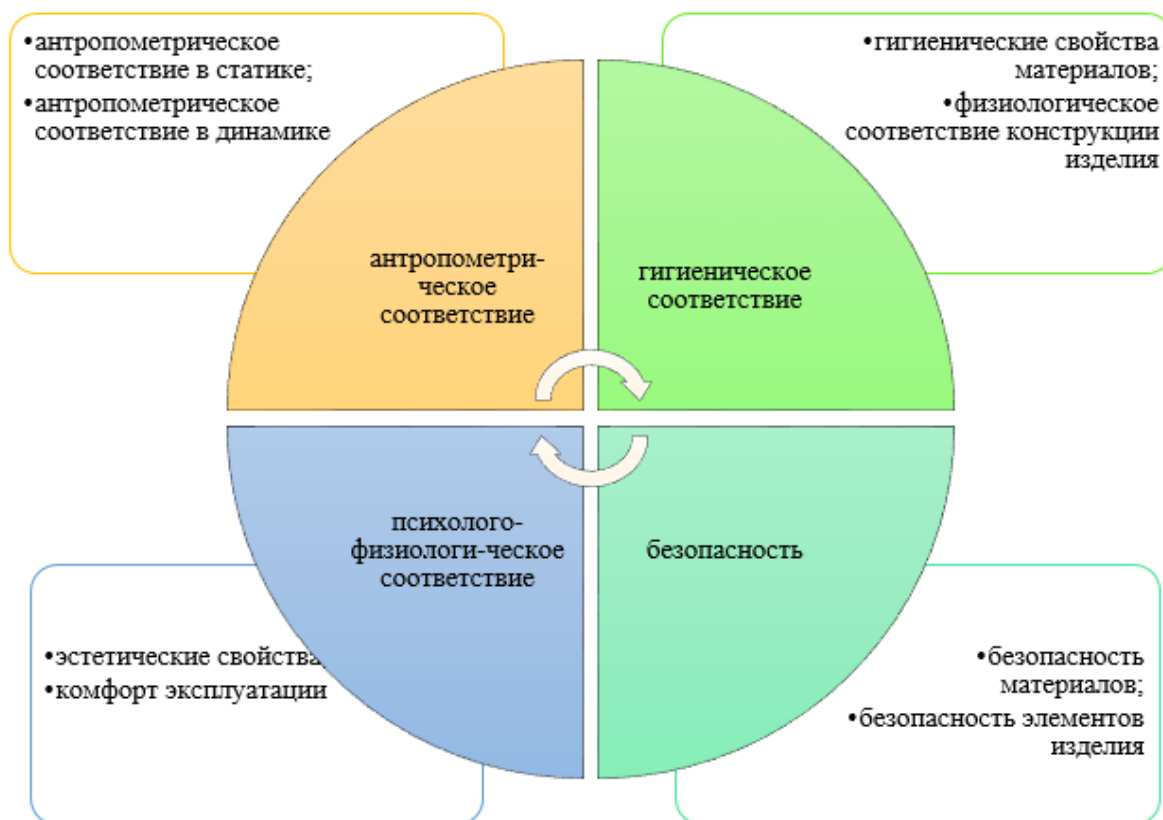 •антропометрическое
соответствие в статике;
•антропометрическое
соответствие в динамике
•гигиенические свойства
материалов;
•физиологическое
соответствие конструкции
изделия
антропометри-
ческое
соответствие
гигиеническое
соответствие
психолого-
физиологи-ческое
соответствие
безопасность
•эстетические свойства
•комфорт эксплуатации
•безопасность
материалов;
•безопасность элементов
изделия